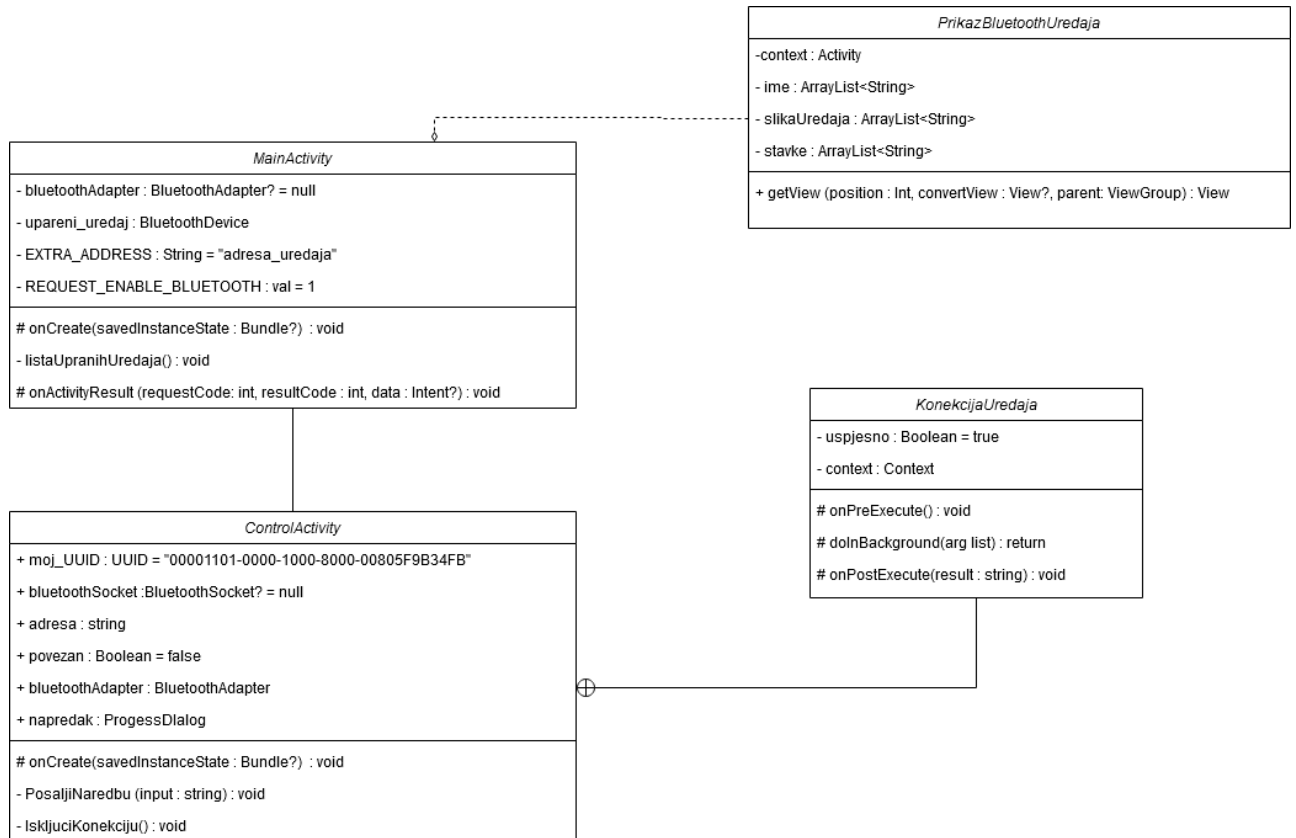 PrikazBluetoothUredaja
-context : Activity
- ime : ArrayList<String>
- slikaUredaja : ArrayList<String>
- stavke : ArrayList<String>
+ getView (position : Int, convertView : View?, parent: ViewGroup) : View
MainActivity
- bluetoothAdapter : BluetoothAdapter? = null
- upareni_uredaj : BluetoothDevice
- EXTRA_ADDRESS : String = "adresa_uredaja"
- REQUEST_ENABLE_BLUETOOTH : val = 1
# onCreate(savedInstanceState : Bundle?) : void
- listaUpranihUredaja() : void
# onActivityResult (requestCode: int, resultCode : int, data : Intent?) : void
KonekcijaUredaja
- uspjesno : Boolean = true
- context : Context
# onPreExecute() : void
# doInBackground(arg list) : return
# onPostExecute(result : string) : void
ControlActivity
+ moj_UUID : UUID = "00001101-0000-1000-8000-00805F9B34FB"
+ bluetoothSocket :BluetoothSocket? = null
+ adresa : string
+ povezan : Boolean = false
+ bluetoothAdapter : BluetoothAdapter
+ napredak : ProgessDIalog
# onCreate(savedInstanceState : Bundle?) : void
- PosaljiNaredbu (input : string) : void
- IskljuciKonekciju() : void